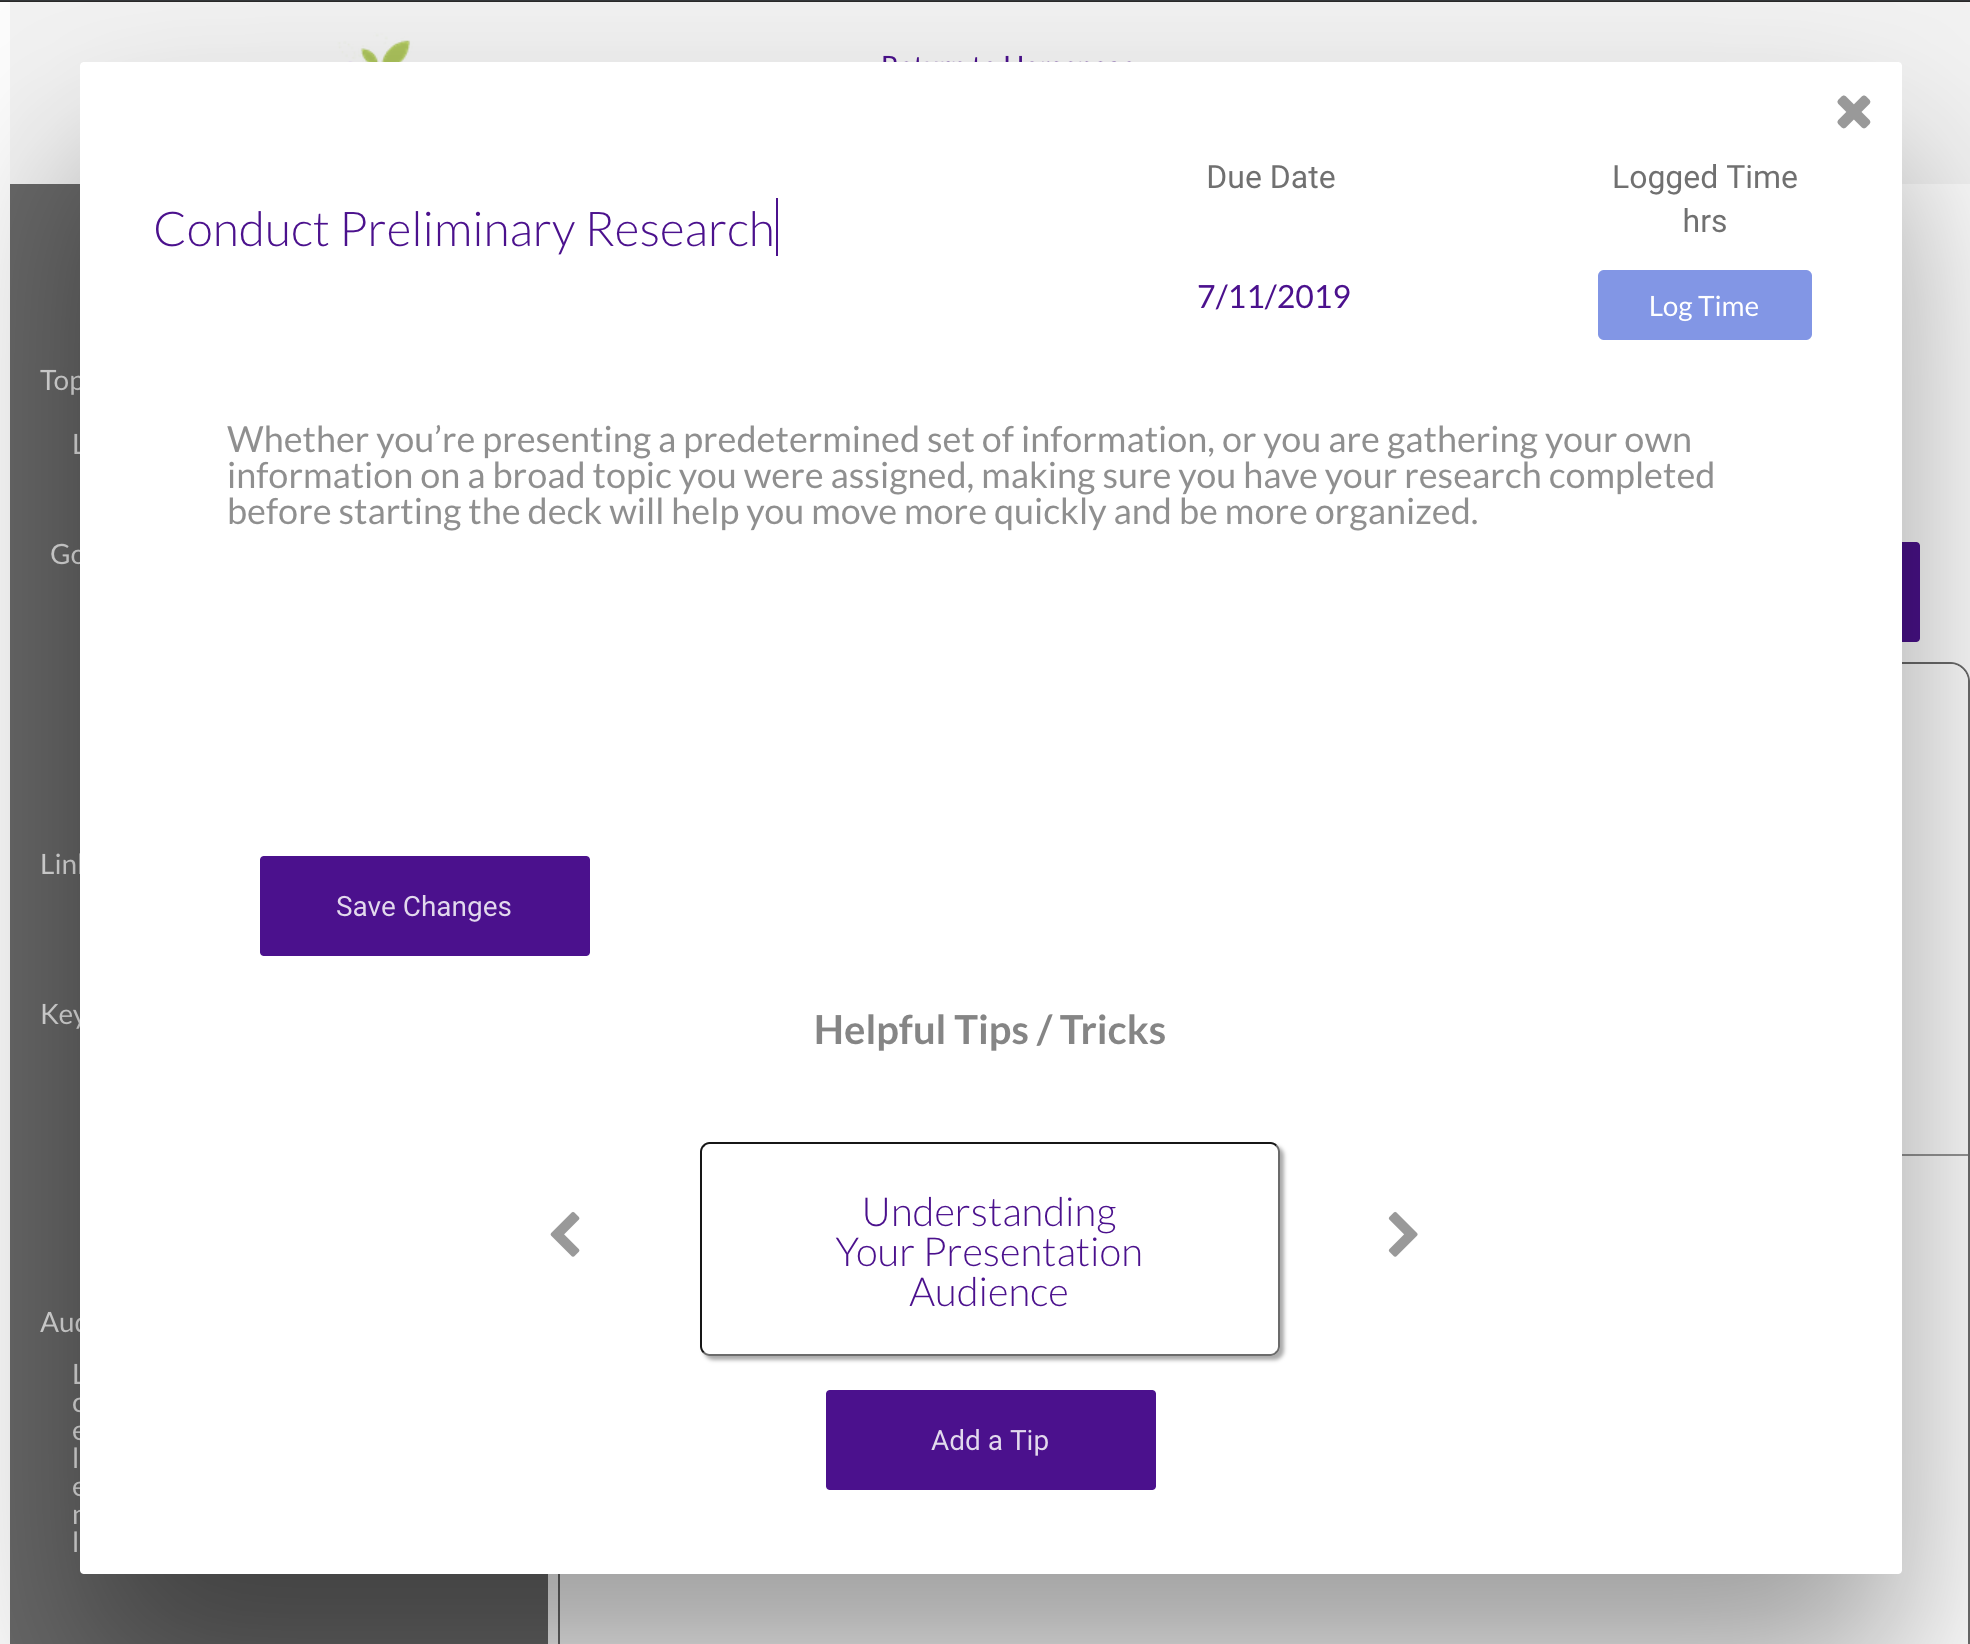 Due Date
Logged Time
hrs
Conduct Preliminary Research
7/11/2019
Log Time
Whether you’re presenting a predetermined set of information, or you are gathering your own
information on a broad topic you were assigned, making sure you have your research completed
before starting the deck will help you move more quickly and be more organized.
Save Changes
Helpful Tips / Tricks
Understanding
Your Presentation
Audience
Add a Tip